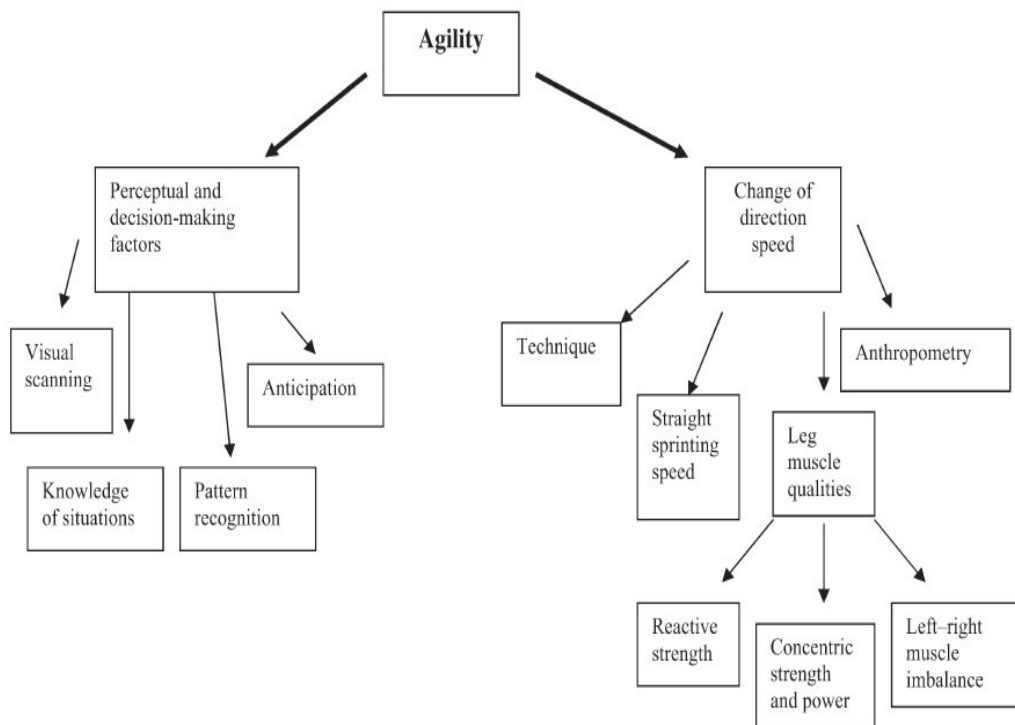 Agility
Perceptual and
decision-making
factors
Change of
direction
speed
Visual
scanning
Anticipation
Technique
Anthropometry
Straight
sprinting
speed
Leg
muscle
qualities
Knowledge
of situations
Pattern
recognition
Reactive
strength
Concentric
strength
and power
Left–right
muscle
imbalance